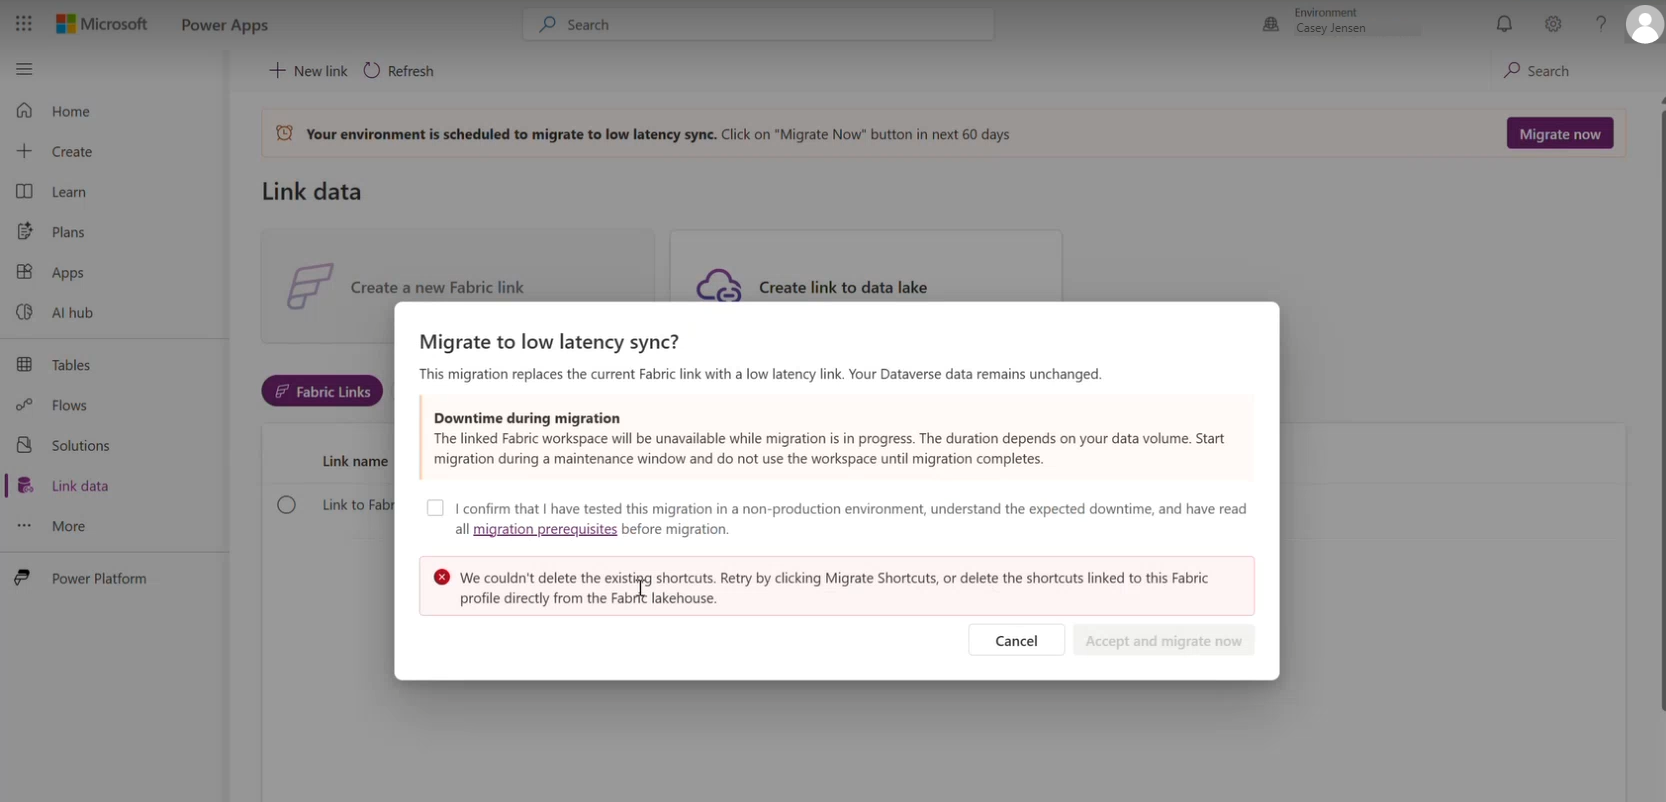 Microsoft
Power Apps
Search
Environment
Casey Jensen
?
New link
Refresh
Search
Home
Create
Learn
Plans
Apps
AI hub
Tables
Flows
Solutions
Link data
More
Power Platform
Your environment is scheduled to migrate to low latency sync. Click on "Migrate Now" button in next 60 days
Migrate now
Link data
Create a new Fabric link
Create link to data lake
Fabric Links
Link name
Link to Fabr
Migrate to low latency sync?
This migration replaces the current Fabric link with a low latency link. Your Dataverse data remains unchanged.
Downtime during migration
The linked Fabric workspace will be unavailable while migration is in progress. The duration depends on your data volume. Start
migration during a maintenance window and do not use the workspace until migration completes.
I confirm that I have tested this migration in a non-production environment, understand the expected downtime, and have read
all migration prerequisites before migration.
We couldn't delete the existing shortcuts. Retry by clicking Migrate Shortcuts, or delete the shortcuts linked to this Fabric
profile directly from the Fabric lakehouse.
Cancel
Accept and migrate now